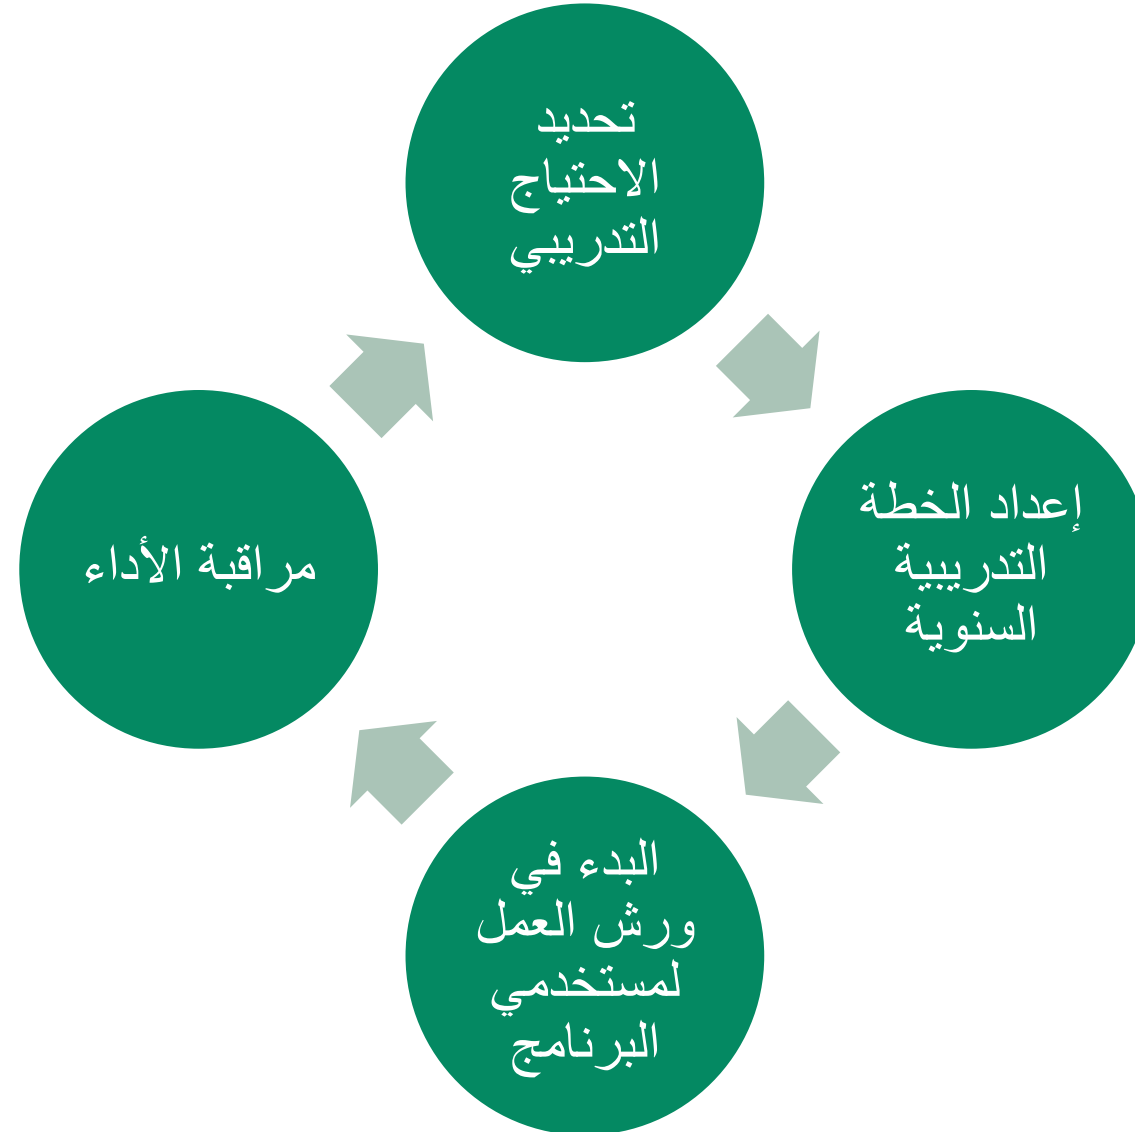 تحديد
الاحتياج
التدريبي
إعداد الخطة
التدريبية
السنوية
البدء في
ورش العمل
لمستخدمي
البرنامج
مراقبة الأداء